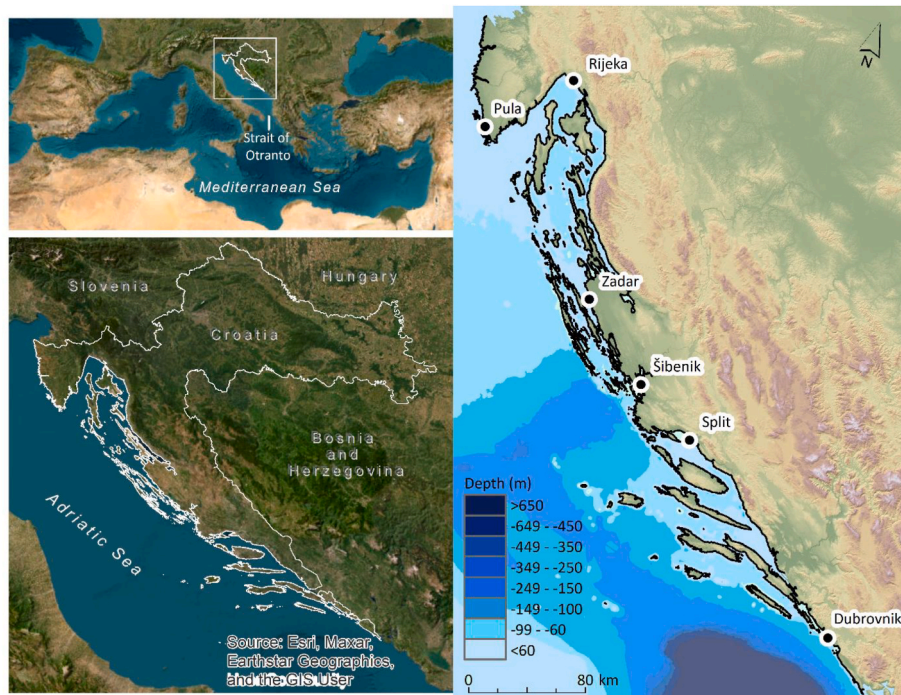 Strait of
Otranto
Mediterranean Sea
Slovenia
Hungary
Croatia
Bosnia
and
Herzegovina
Adriatic Sea
Source: Esri, Maxar,
Earthstar Geographics,
and the GIS User
N
Rijeka
Pula
Zadar
Šibenik
Split
Dubrovnik
Depth (m)
>650
-649 - -450
-449 - -350
-349 - -250
-249 - -150
-149 - -100
-99 - -60
<60
0 80 km